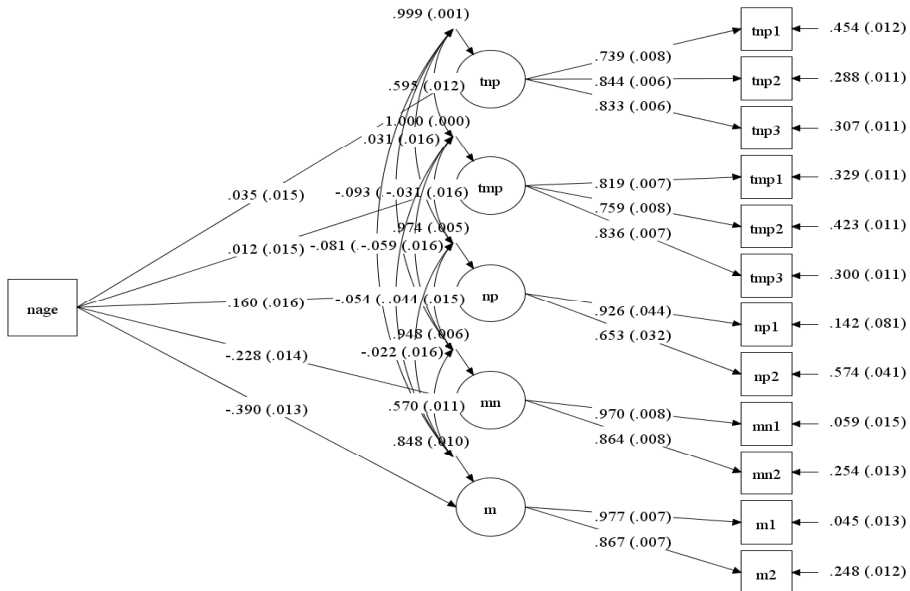 .999 (.001)
tnp1
.454 (.012)
.739 (.008)
tnp
.844 (.006)
tnp2
.288 (.011)
.595 (.012)
.833 (.006)
1.000 (.000)
tnp3
.307 (.011)
.031 (.016)
.819 (.007)
tmp1
.329 (.011)
.035 (.015)
-.093 (
-.031 (.016)
tmp
.759 (.008)
tmp2
.423 (.011)
.974 (.005)
.836 (.007)
.012 (.015)
-.081 (
-.059 (.016)
tmp3
.300 (.011)
nage
.160 (.016)
-.054
.044 (.015)
np
.926 (.044)
np1
.142 (.081)
.948 (.006)
.653 (.032)
-.228 (.014)
-.022 (.016)
np2
.574 (.041)
-.390 (.013)
.570 (.011)
mn
.970 (.008)
mn1
.059 (.015)
.848 (.010)
.864 (.008)
mn2
.254 (.013)
m
.977 (.007)
m1
.045 (.013)
.867 (.007)
m2
.248 (.012)